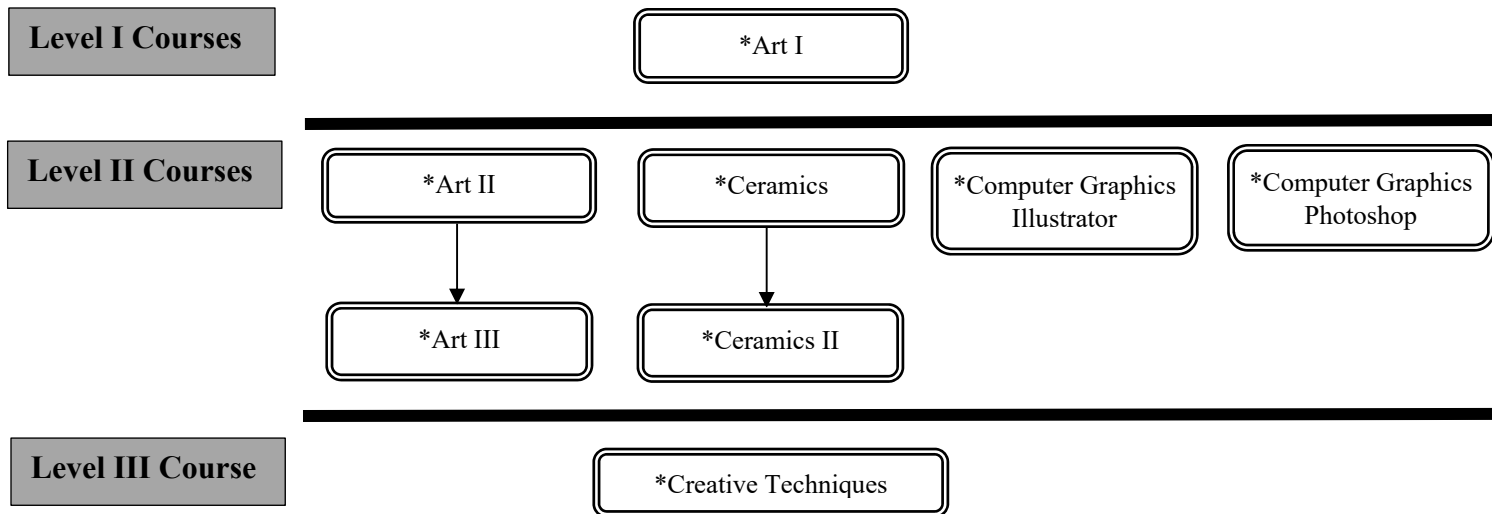 Level I Courses
*Art I
Level II Courses
*Art II
*Ceramics
*Computer Graphics
Illustrator
*Computer Graphics
Photoshop
*Art III
*Ceramics II
Level III Course
*Creative Techniques